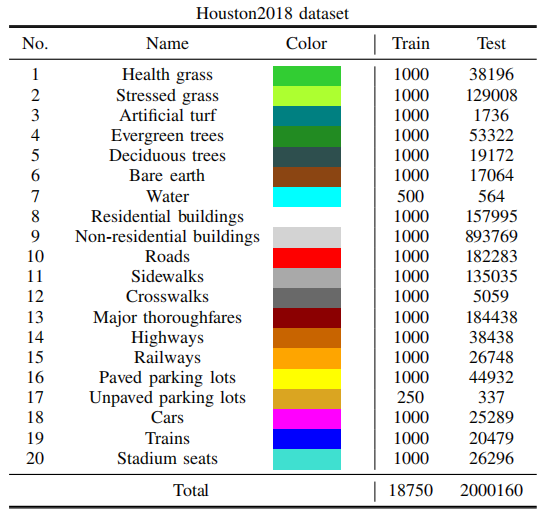 Houston2018 dataset
No. Name Color Train Test
1 Health grass 1000 38196
2 Stressed grass 1000 129008
3 Artificial turf 1000 1736
4 Evergreen trees 1000 53322
5 Deciduous trees 1000 19172
6 Bare earth 1000 17064
7 Water 500 564
8 Residential buildings 1000 157995
9 Non-residential buildings 1000 893769
10 Roads 1000 182283
11 Sidewalks 1000 135035
12 Crosswalks 1000 5059
13 Major thoroughfares 1000 184438
14 Highways 1000 38438
15 Railways 1000 26748
16 Paved parking lots 1000 44932
17 Unpaved parking lots 250 337
18 Cars 1000 25289
19 Trains 1000 20479
20 Stadium seats 1000 26296
Total 18750 2000160